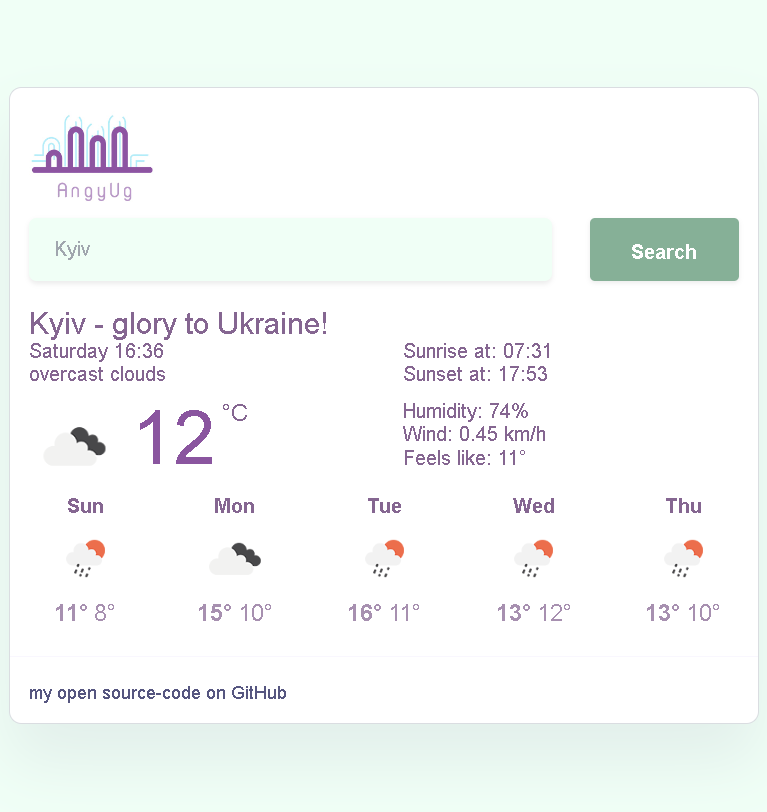 AngyUg
Kyiv
Search
Kyiv - glory to Ukraine!
Saturday 16:36
overcast clouds
Sunrise at: 07:31
Sunset at: 17:53
12 °C
Humidity: 74%
Wind: 0.45 km/h
Feels like: 11°
Sun Mon Tue Wed Thu
11° 8° 15° 10° 16° 11° 13° 12° 13° 10°
my open source-code on GitHub